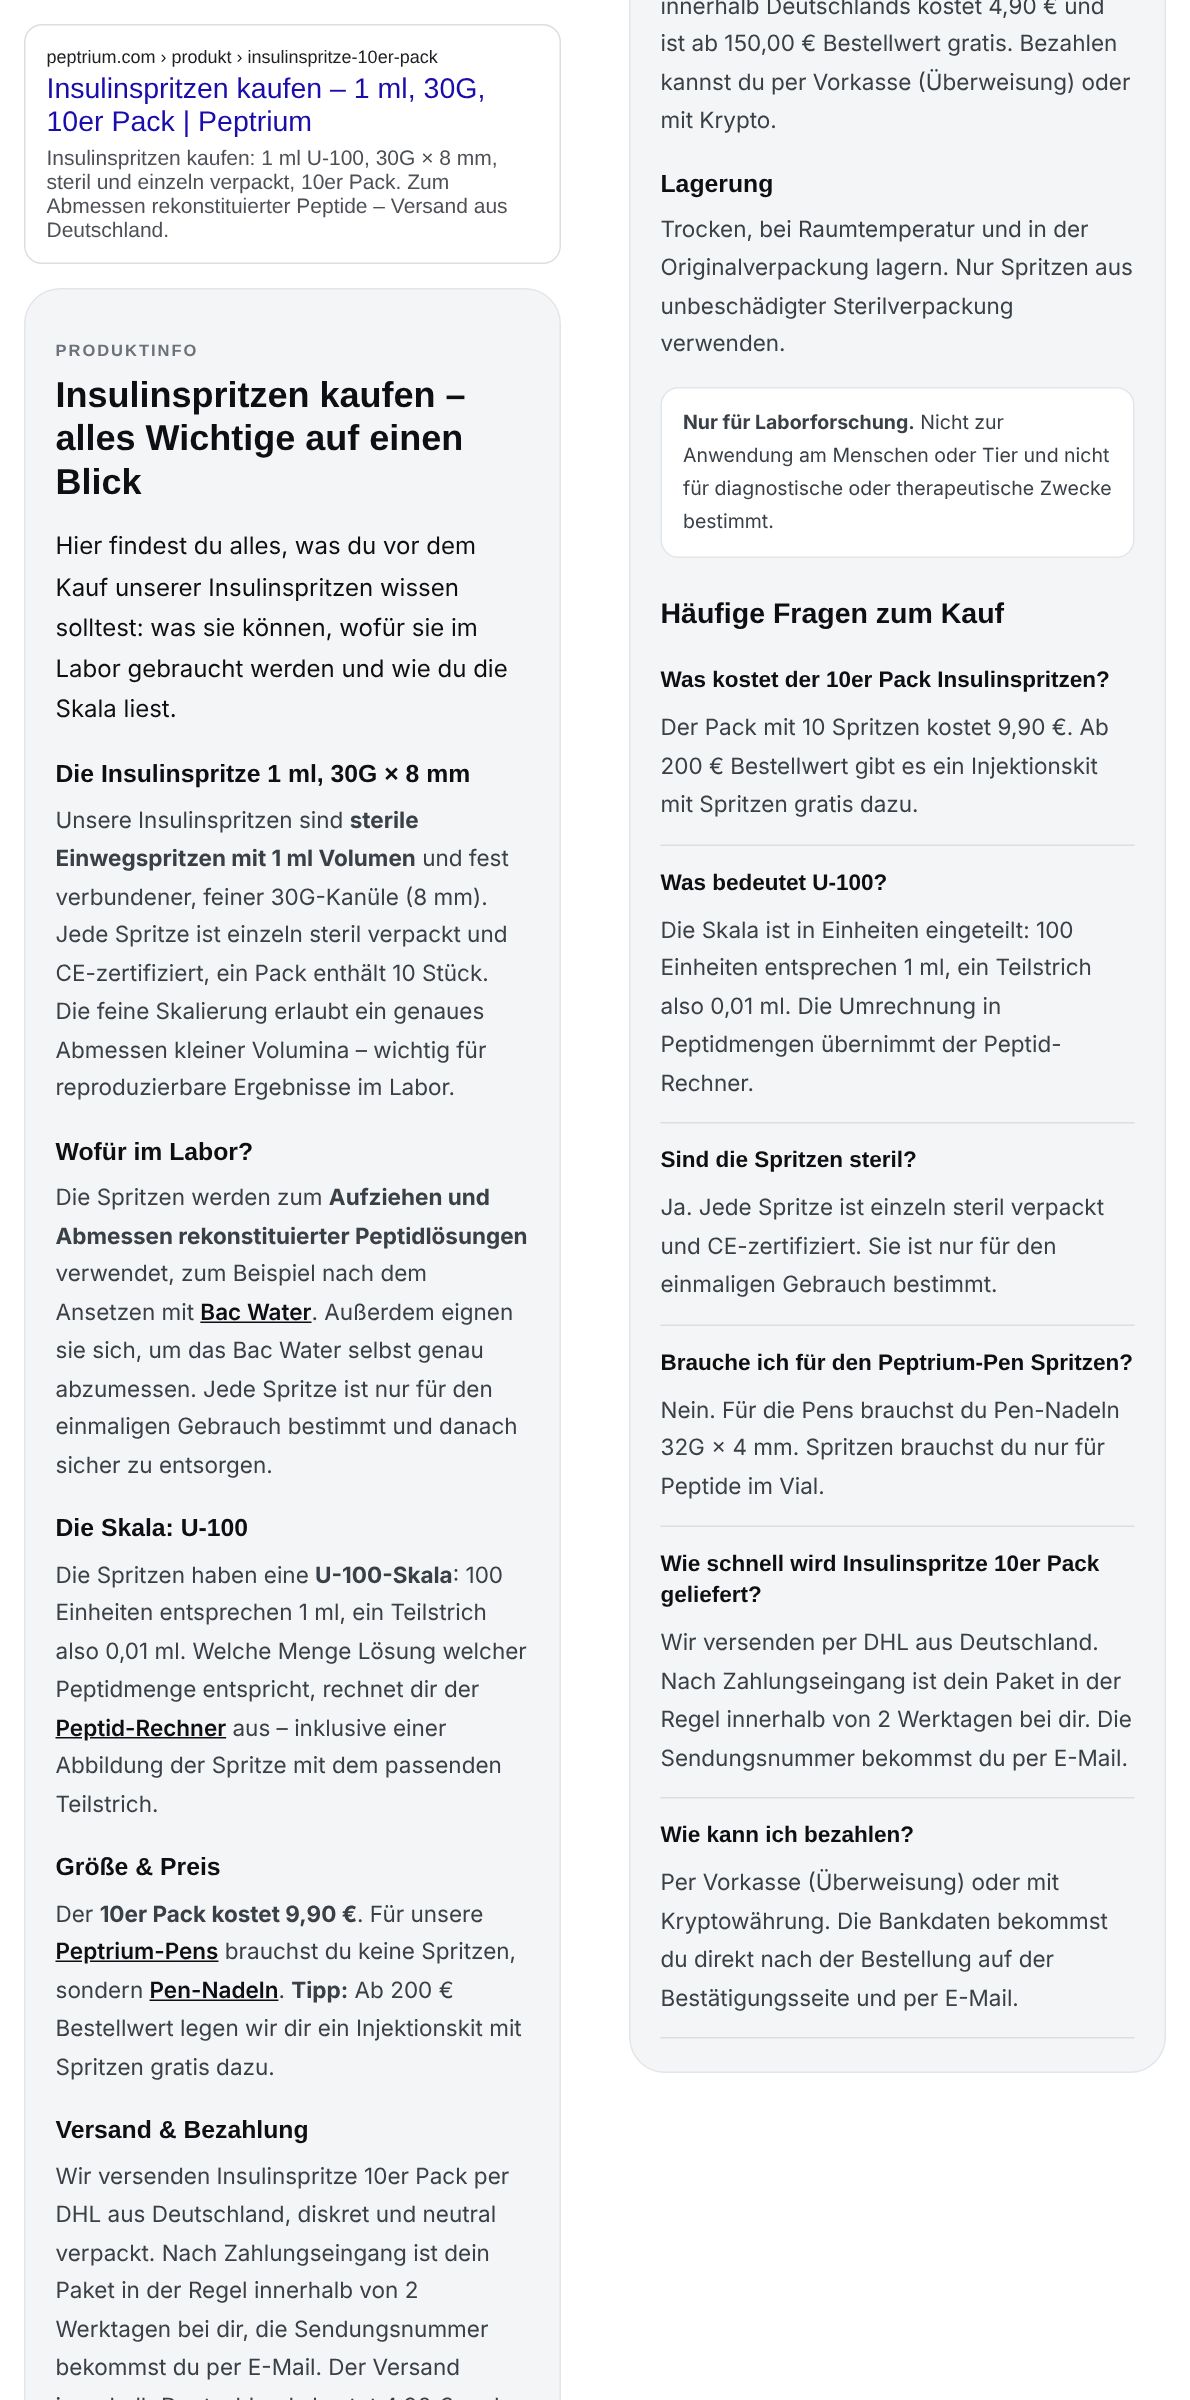 peptrium.com › produkt › insulinspritze-10er-pack
Insulinspritzen kaufen – 1 ml, 30G,
10er Pack | Peptrium
Insulinspritzen kaufen: 1 ml U-100, 30G × 8 mm,
steril und einzeln verpackt, 10er Pack. Zum
Abmessen rekonstituierter Peptide – Versand aus
Deutschland.
PRODUKTINFO
Insulinspritzen kaufen –
alles Wichtige auf einen
Blick
Hier findest du alles, was du vor dem
Kauf unserer Insulinspritzen wissen
solltest: was sie können, wofür sie im
Labor gebraucht werden und wie du die
Skala liest.
Die Insulinspritze 1 ml, 30G × 8 mm
Unsere Insulinspritzen sind sterile
Einwegspritzen mit 1 ml Volumen und fest
verbundener, feiner 30G-Kanüle (8 mm).
Jede Spritze ist einzeln steril verpackt und
CE-zertifiziert, ein Pack enthält 10 Stück.
Die feine Skalierung erlaubt ein genaues
Abmessen kleiner Volumina – wichtig für
reproduzierbare Ergebnisse im Labor.
Wofür im Labor?
Die Spritzen werden zum Aufziehen und
Abmessen rekonstituierter Peptidlösungen
verwendet, zum Beispiel nach dem
Ansetzen mit Bac Water. Außerdem eignen
sie sich, um das Bac Water selbst genau
abzumessen. Jede Spritze ist nur für den
einmaligen Gebrauch bestimmt und danach
sicher zu entsorgen.
Die Skala: U-100
Die Spritzen haben eine U-100-Skala: 100
Einheiten entsprechen 1 ml, ein Teilstrich
also 0,01 ml. Welche Menge Lösung welcher
Peptidmenge entspricht, rechnet dir der
Peptid-Rechner aus – inklusive einer
Abbildung der Spritze mit dem passenden
Teilstrich.
Größe & Preis
Der 10er Pack kostet 9,90 €. Für unsere
Peptrium-Pens brauchst du keine Spritzen,
sondern Pen-Nadeln. Tipp: Ab 200 €
Bestellwert legen wir dir ein Injektionskit mit
Spritzen gratis dazu.
Versand & Bezahlung
Wir versenden Insulinspritze 10er Pack per
DHL aus Deutschland, diskret und neutral
verpackt. Nach Zahlungseingang ist dein
Paket in der Regel innerhalb von 2
Werktagen bei dir, die Sendungsnummer
bekommst du per E-Mail. Der Versand
innerhalb Deutschlands kostet 4,90 € und
ist ab 150,00 € Bestellwert gratis. Bezahlen
kannst du per Vorkasse (Überweisung) oder
mit Krypto.
Lagerung
Trocken, bei Raumtemperatur und in der
Originalverpackung lagern. Nur Spritzen aus
unbeschädigter Sterilverpackung
verwenden.
Nur für Laborforschung. Nicht zur
Anwendung am Menschen oder Tier und nicht
für diagnostische oder therapeutische Zwecke
bestimmt.
Häufige Fragen zum Kauf
Was kostet der 10er Pack Insulinspritzen?
Der Pack mit 10 Spritzen kostet 9,90 €. Ab
200 € Bestellwert gibt es ein Injektionskit
mit Spritzen gratis dazu.
Was bedeutet U-100?
Die Skala ist in Einheiten eingeteilt: 100
Einheiten entsprechen 1 ml, ein Teilstrich
also 0,01 ml. Die Umrechnung in
Peptidmengen übernimmt der Peptid-
Rechner.
Sind die Spritzen steril?
Ja. Jede Spritze ist einzeln steril verpackt
und CE-zertifiziert. Sie ist nur für den
einmaligen Gebrauch bestimmt.
Brauche ich für den Peptrium-Pen Spritzen?
Nein. Für die Pens brauchst du Pen-Nadeln
32G × 4 mm. Spritzen brauchst du nur für
Peptide im Vial.
Wie schnell wird Insulinspritze 10er Pack
geliefert?
Wir versenden per DHL aus Deutschland.
Nach Zahlungseingang ist dein Paket in der
Regel innerhalb von 2 Werktagen bei dir. Die
Sendungsnummer bekommst du per E-Mail.
Wie kann ich bezahlen?
Per Vorkasse (Überweisung) oder mit
Kryptowährung. Die Bankdaten bekommst
du direkt nach der Bestellung auf der
Bestätigungsseite und per E-Mail.